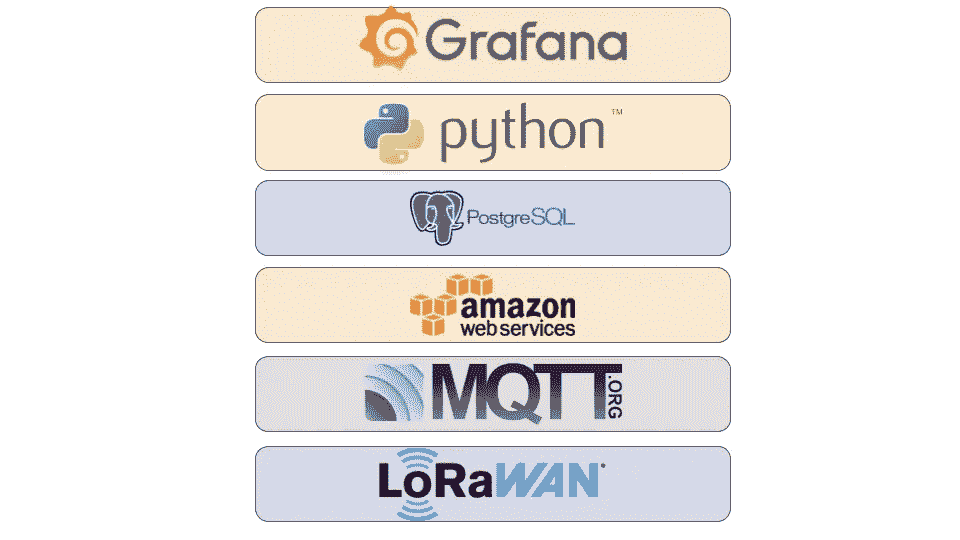 Grafana
python™
PostgreSQL
amazon
web services
MQTT.ORG
LoRaWAN®